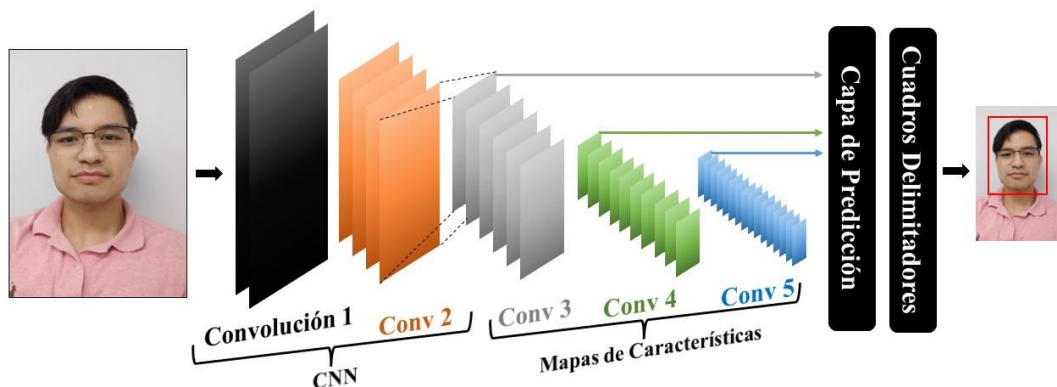 Convolución 1
Conv 2
Conv 3
Conv 4
Conv 5
CNN
Mapas de Características
Capa de Predicción
Cuadros Delimitadores